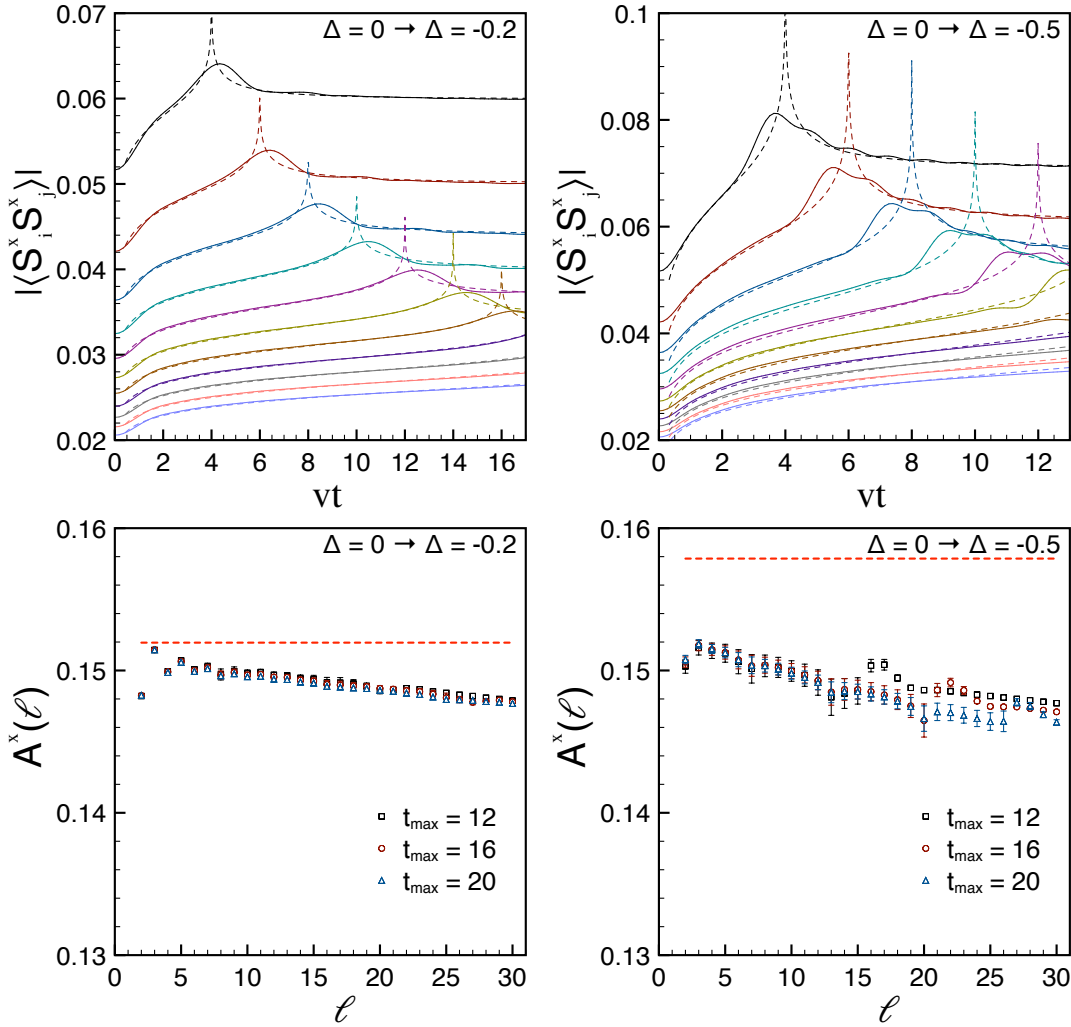 Δ = 0 → Δ = -0.2
0.07
0.06
0.05
0.04
0.03
0.02
|⟨SˣᵢSˣⱼ⟩|
0 2 4 6 8 10 12 14 16
vt
Δ = 0 → Δ = -0.5
0.1
0.08
0.06
0.04
0.02
|⟨SˣᵢSˣⱼ⟩|
0 2 4 6 8 10 12
vt
Δ = 0 → Δ = -0.2
0.16
0.15
0.14
0.13
Aˣ(ℓ)
t_max = 12
t_max = 16
t_max = 20
0 5 10 15 20 25 30
ℓ
Δ = 0 → Δ = -0.5
0.16
0.15
0.14
0.13
Aˣ(ℓ)
t_max = 12
t_max = 16
t_max = 20
0 5 10 15 20 25 30
ℓ